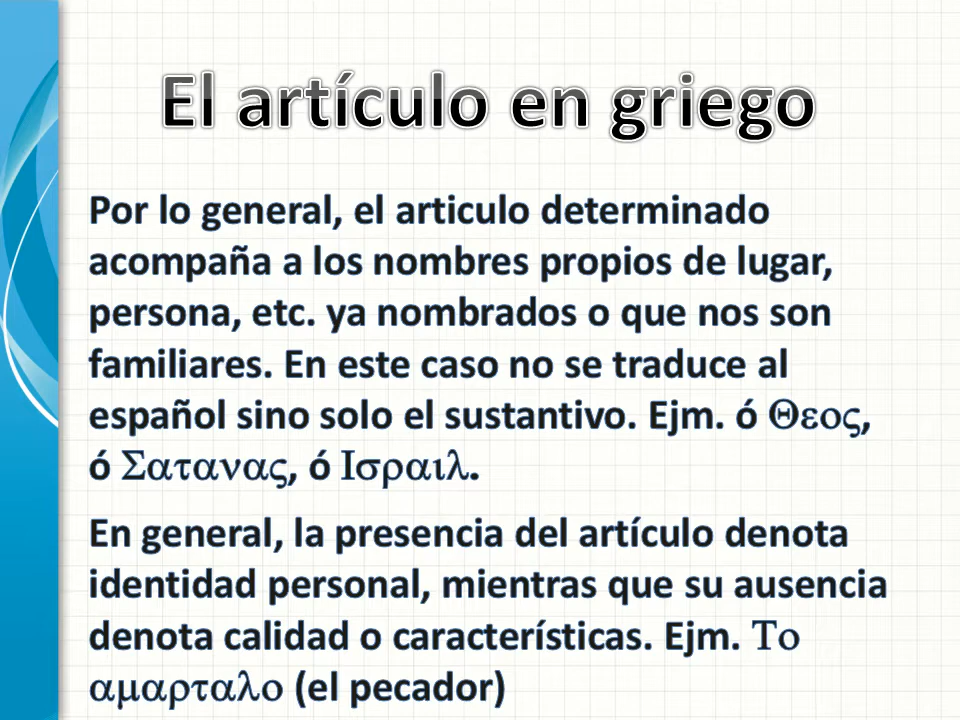 El artículo en griego
Por lo general, el articulo determinado
acompaña a los nombres propios de lugar,
persona, etc. ya nombrados o que nos son
familiares. En este caso no se traduce al
español sino solo el sustantivo. Ejm. ó Θεος,
ó Σατανας, ó Ισραιλ.
En general, la presencia del artículo denota
identidad personal, mientras que su ausencia
denota calidad o características. Ejm. Το
αμαρταλο (el pecador)